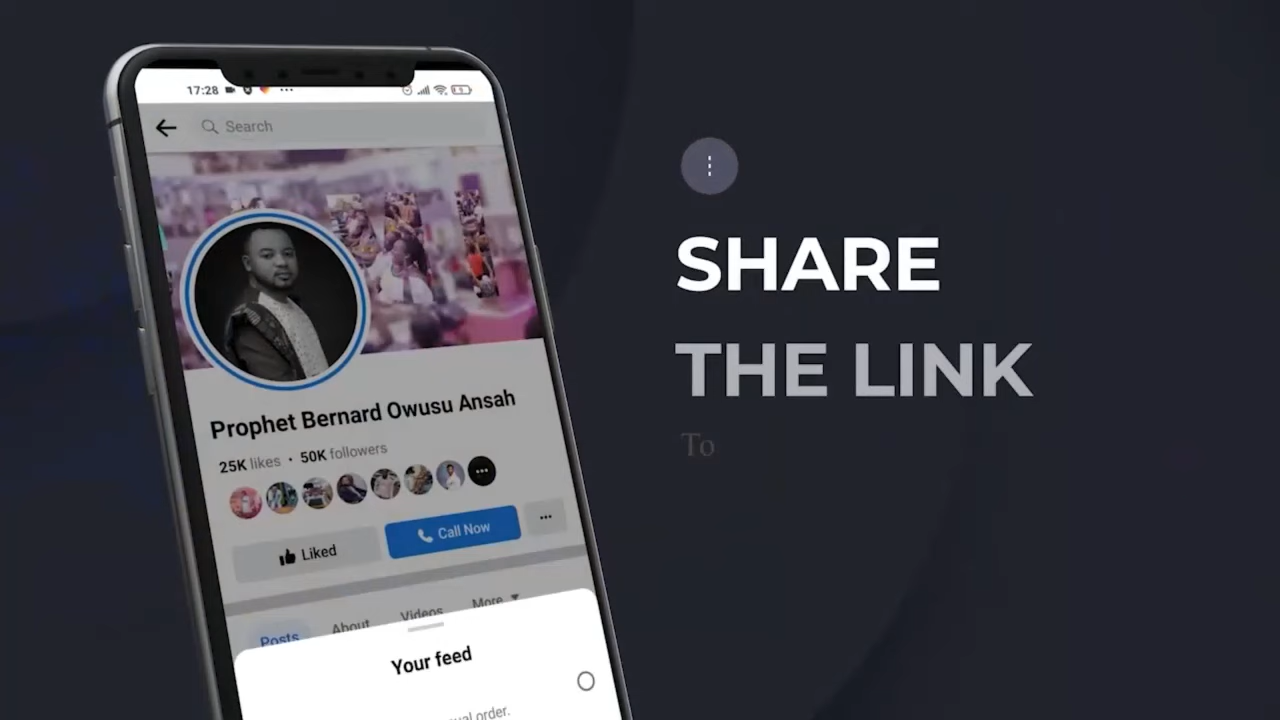 17:28
Search
Prophet Bernard Owusu Ansah
25K likes · 50K followers
Liked
Call Now
Posts About Videos More
Your feed
order.
SHARE
THE LINK
To